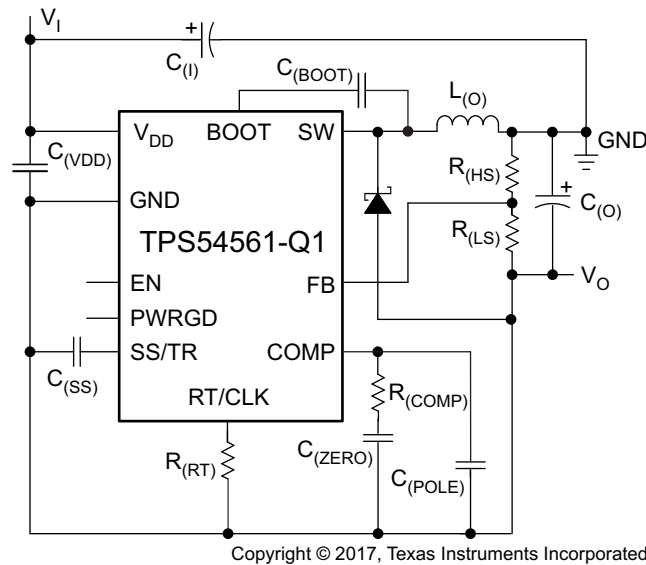 V_I
C_(I)
C_(BOOT)
L_(O)
V_DD
BOOT
SW
GND
C_(VDD)
R_(HS)
GND
C_(O)
TPS54561-Q1
R_(LS)
EN
FB
V_O
PWRGD
SS/TR
COMP
C_(SS)
RT/CLK
R_(COMP)
R_(RT)
C_(ZERO)
C_(POLE)
+
+
Copyright © 2017, Texas Instruments Incorporated